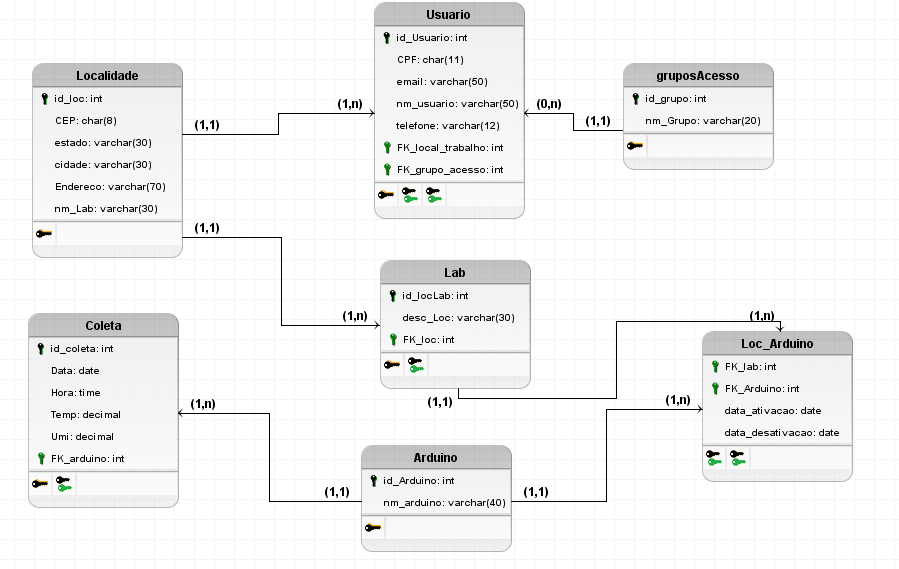 Usuario
id_Usuario: int
CPF: char(11)
email: varchar(50)
nm_usuario: varchar(50)
telefone: varchar(12)
FK_local_trabalho: int
FK_grupo_acesso: int
Localidade
id_loc: int
CEP: char(8)
estado: varchar(30)
cidade: varchar(30)
Endereco: varchar(70)
nm_Lab: varchar(30)
gruposAcesso
id_grupo: int
nm_Grupo: varchar(20)
(1,1)
(1,n)
(0,n)
(1,1)
(1,1)
(1,n)
Lab
id_locLab: int
desc_Loc: varchar(30)
FK_loc: int
(1,1)
(1,n)
Loc_Arduino
FK_lab: int
FK_Arduino: int
data_ativacao: date
data_desativacao: date
Coleta
id_coleta: int
Data: date
Hora: time
Temp: decimal
Umi: decimal
FK_arduino: int
(1,n)
(1,1)
Arduino
id_Arduino: int
nm_arduino: varchar(40)
(1,1)
(1,n)